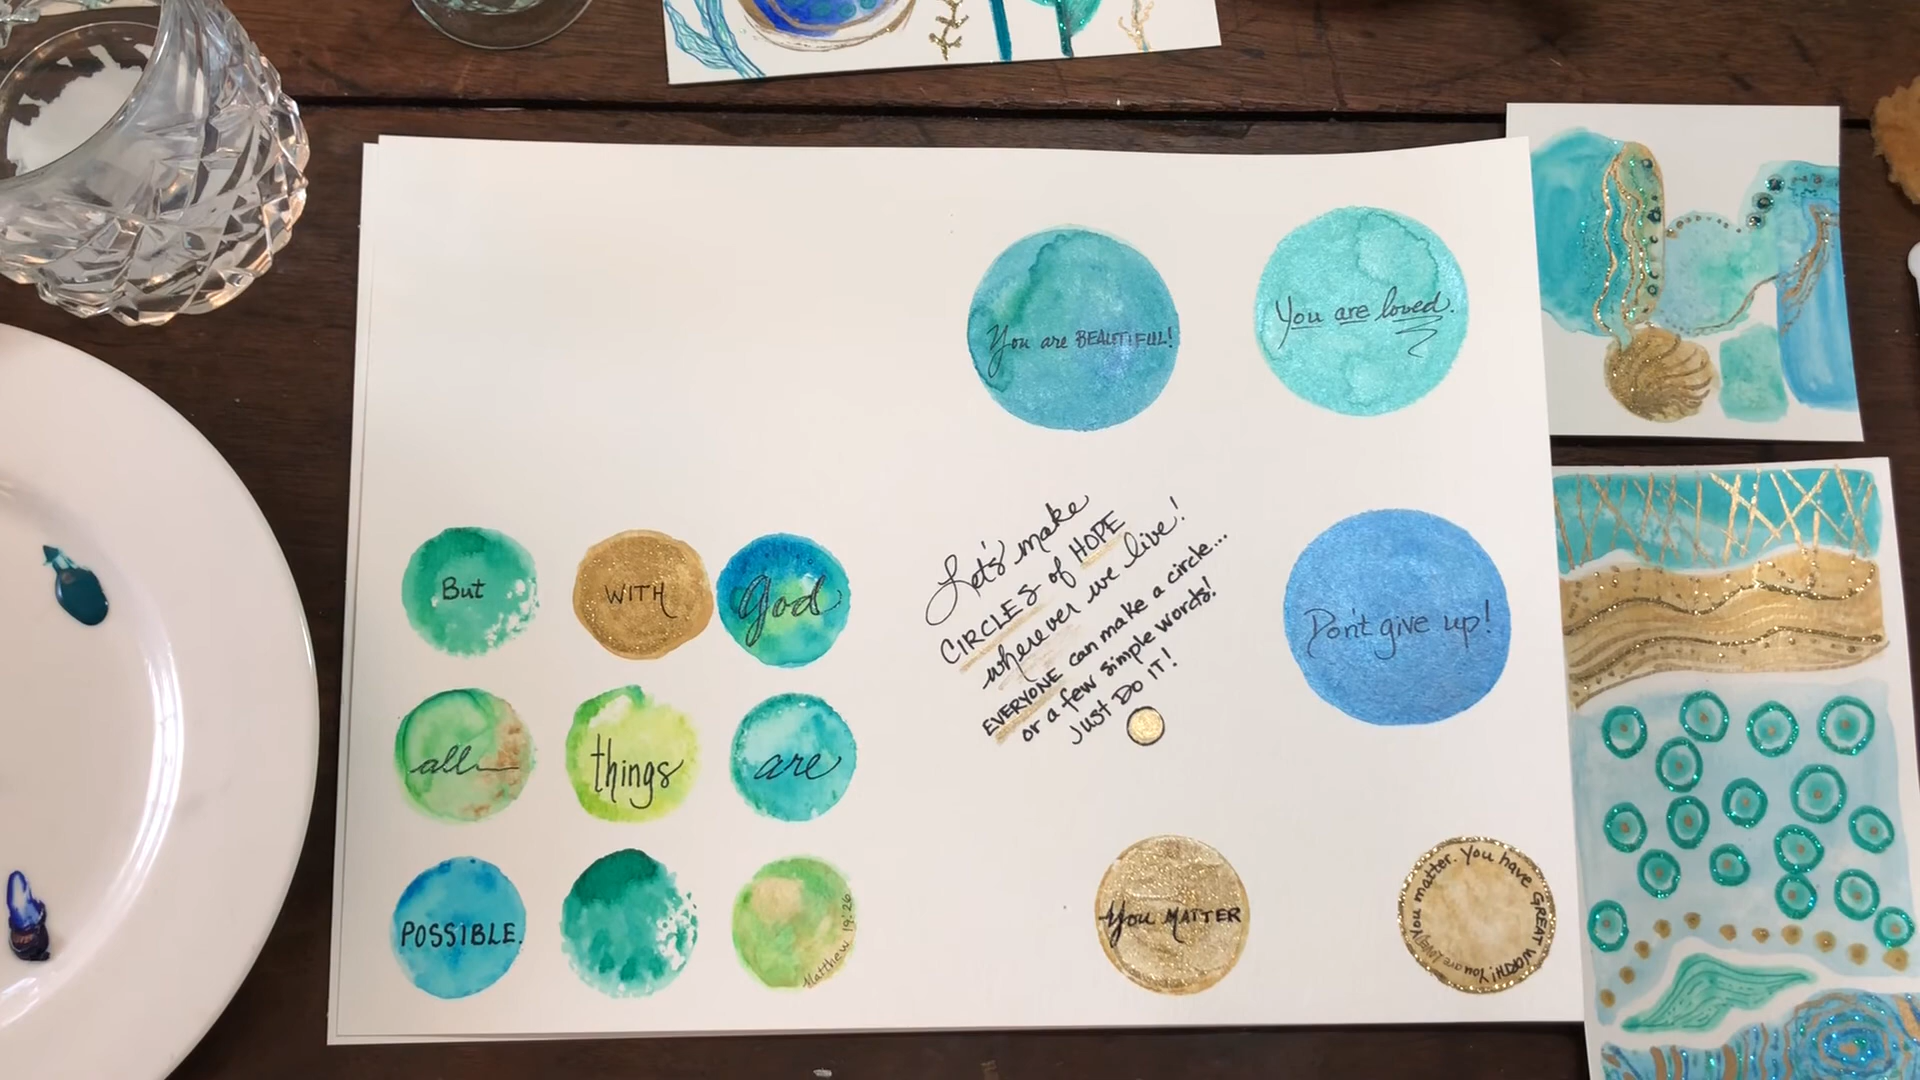 You are BEAUTIFUL!
You are loved.
But WITH God
all things are
POSSIBLE.
Matthew 19:26
Let's make
CIRCLES of HOPE
wherever we live!
EVERYONE can make a circle...
or a few simple words!
Just Do IT!
Don't give up!
You MATTER
You matter. You have GREAT WORTH! You are